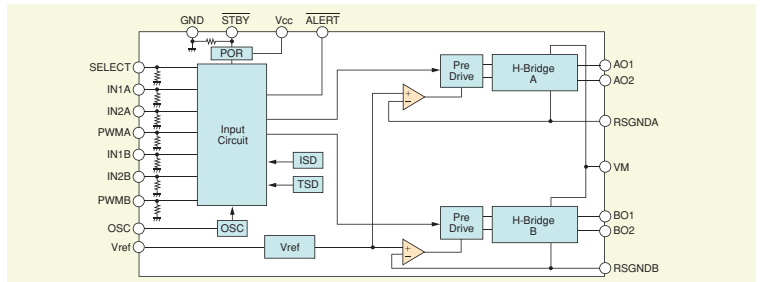 GND
STBY
Vcc
ALERT
POR
SELECT
IN1A
IN2A
PWMA
IN1B
IN2B
PWMB
OSC
Vref
Input
Circuit
ISD
TSD
OSC
Vref
+
−
Pre
Drive
H-Bridge
A
AO1
AO2
RSGNDA
VM
+
−
Pre
Drive
H-Bridge
B
BO1
BO2
RSGNDB